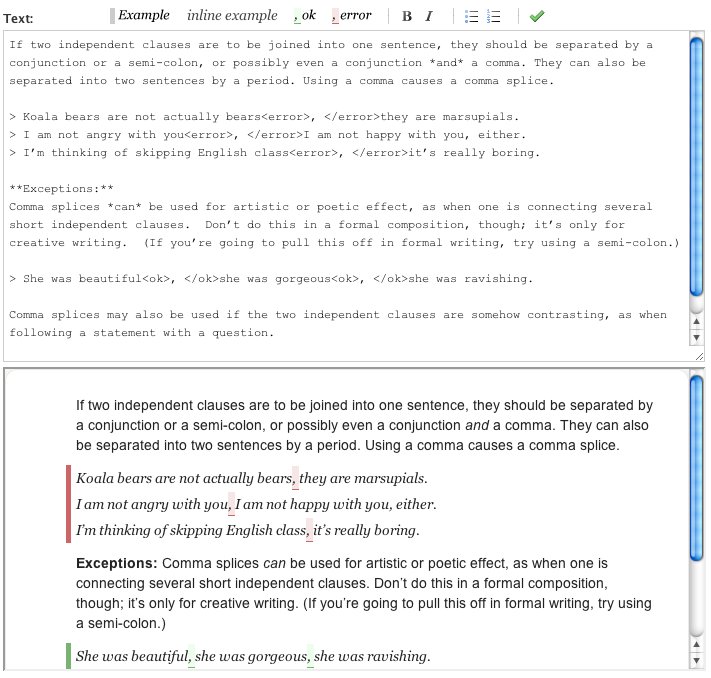 Text: Example inline example , ok , error B I
If two independent clauses are to be joined into one sentence, they should be separated by a
conjunction or a semi-colon, or possibly even a conjunction *and* a comma. They can also be
separated into two sentences by a period. Using a comma causes a comma splice.
> Koala bears are not actually bears<error>, </error>they are marsupials.
> I am not angry with you<error>, </error>I am not happy with you, either.
> I’m thinking of skipping English class<error>, </error>it’s really boring.
**Exceptions:**
Comma splices *can* be used for artistic or poetic effect, as when one is connecting several
short independent clauses.  Don’t do this in a formal composition, though; it’s only for
creative writing.  (If you’re going to pull this off in formal writing, try using a semi-colon.)
> She was beautiful<ok>, </ok>she was gorgeous<ok>, </ok>she was ravishing.
Comma splices may also be used if the two independent clauses are somehow contrasting, as when
following a statement with a question.
If two independent clauses are to be joined into one sentence, they should be separated by
a conjunction or a semi-colon, or possibly even a conjunction and a comma. They can also
be separated into two sentences by a period. Using a comma causes a comma splice.
Koala bears are not actually bears, they are marsupials.
I am not angry with you, I am not happy with you, either.
I’m thinking of skipping English class, it’s really boring.
Exceptions: Comma splices can be used for artistic or poetic effect, as when one is
connecting several short independent clauses. Don’t do this in a formal composition,
though; it’s only for creative writing. (If you’re going to pull this off in formal writing, try using
a semi-colon.)
She was beautiful, she was gorgeous, she was ravishing.